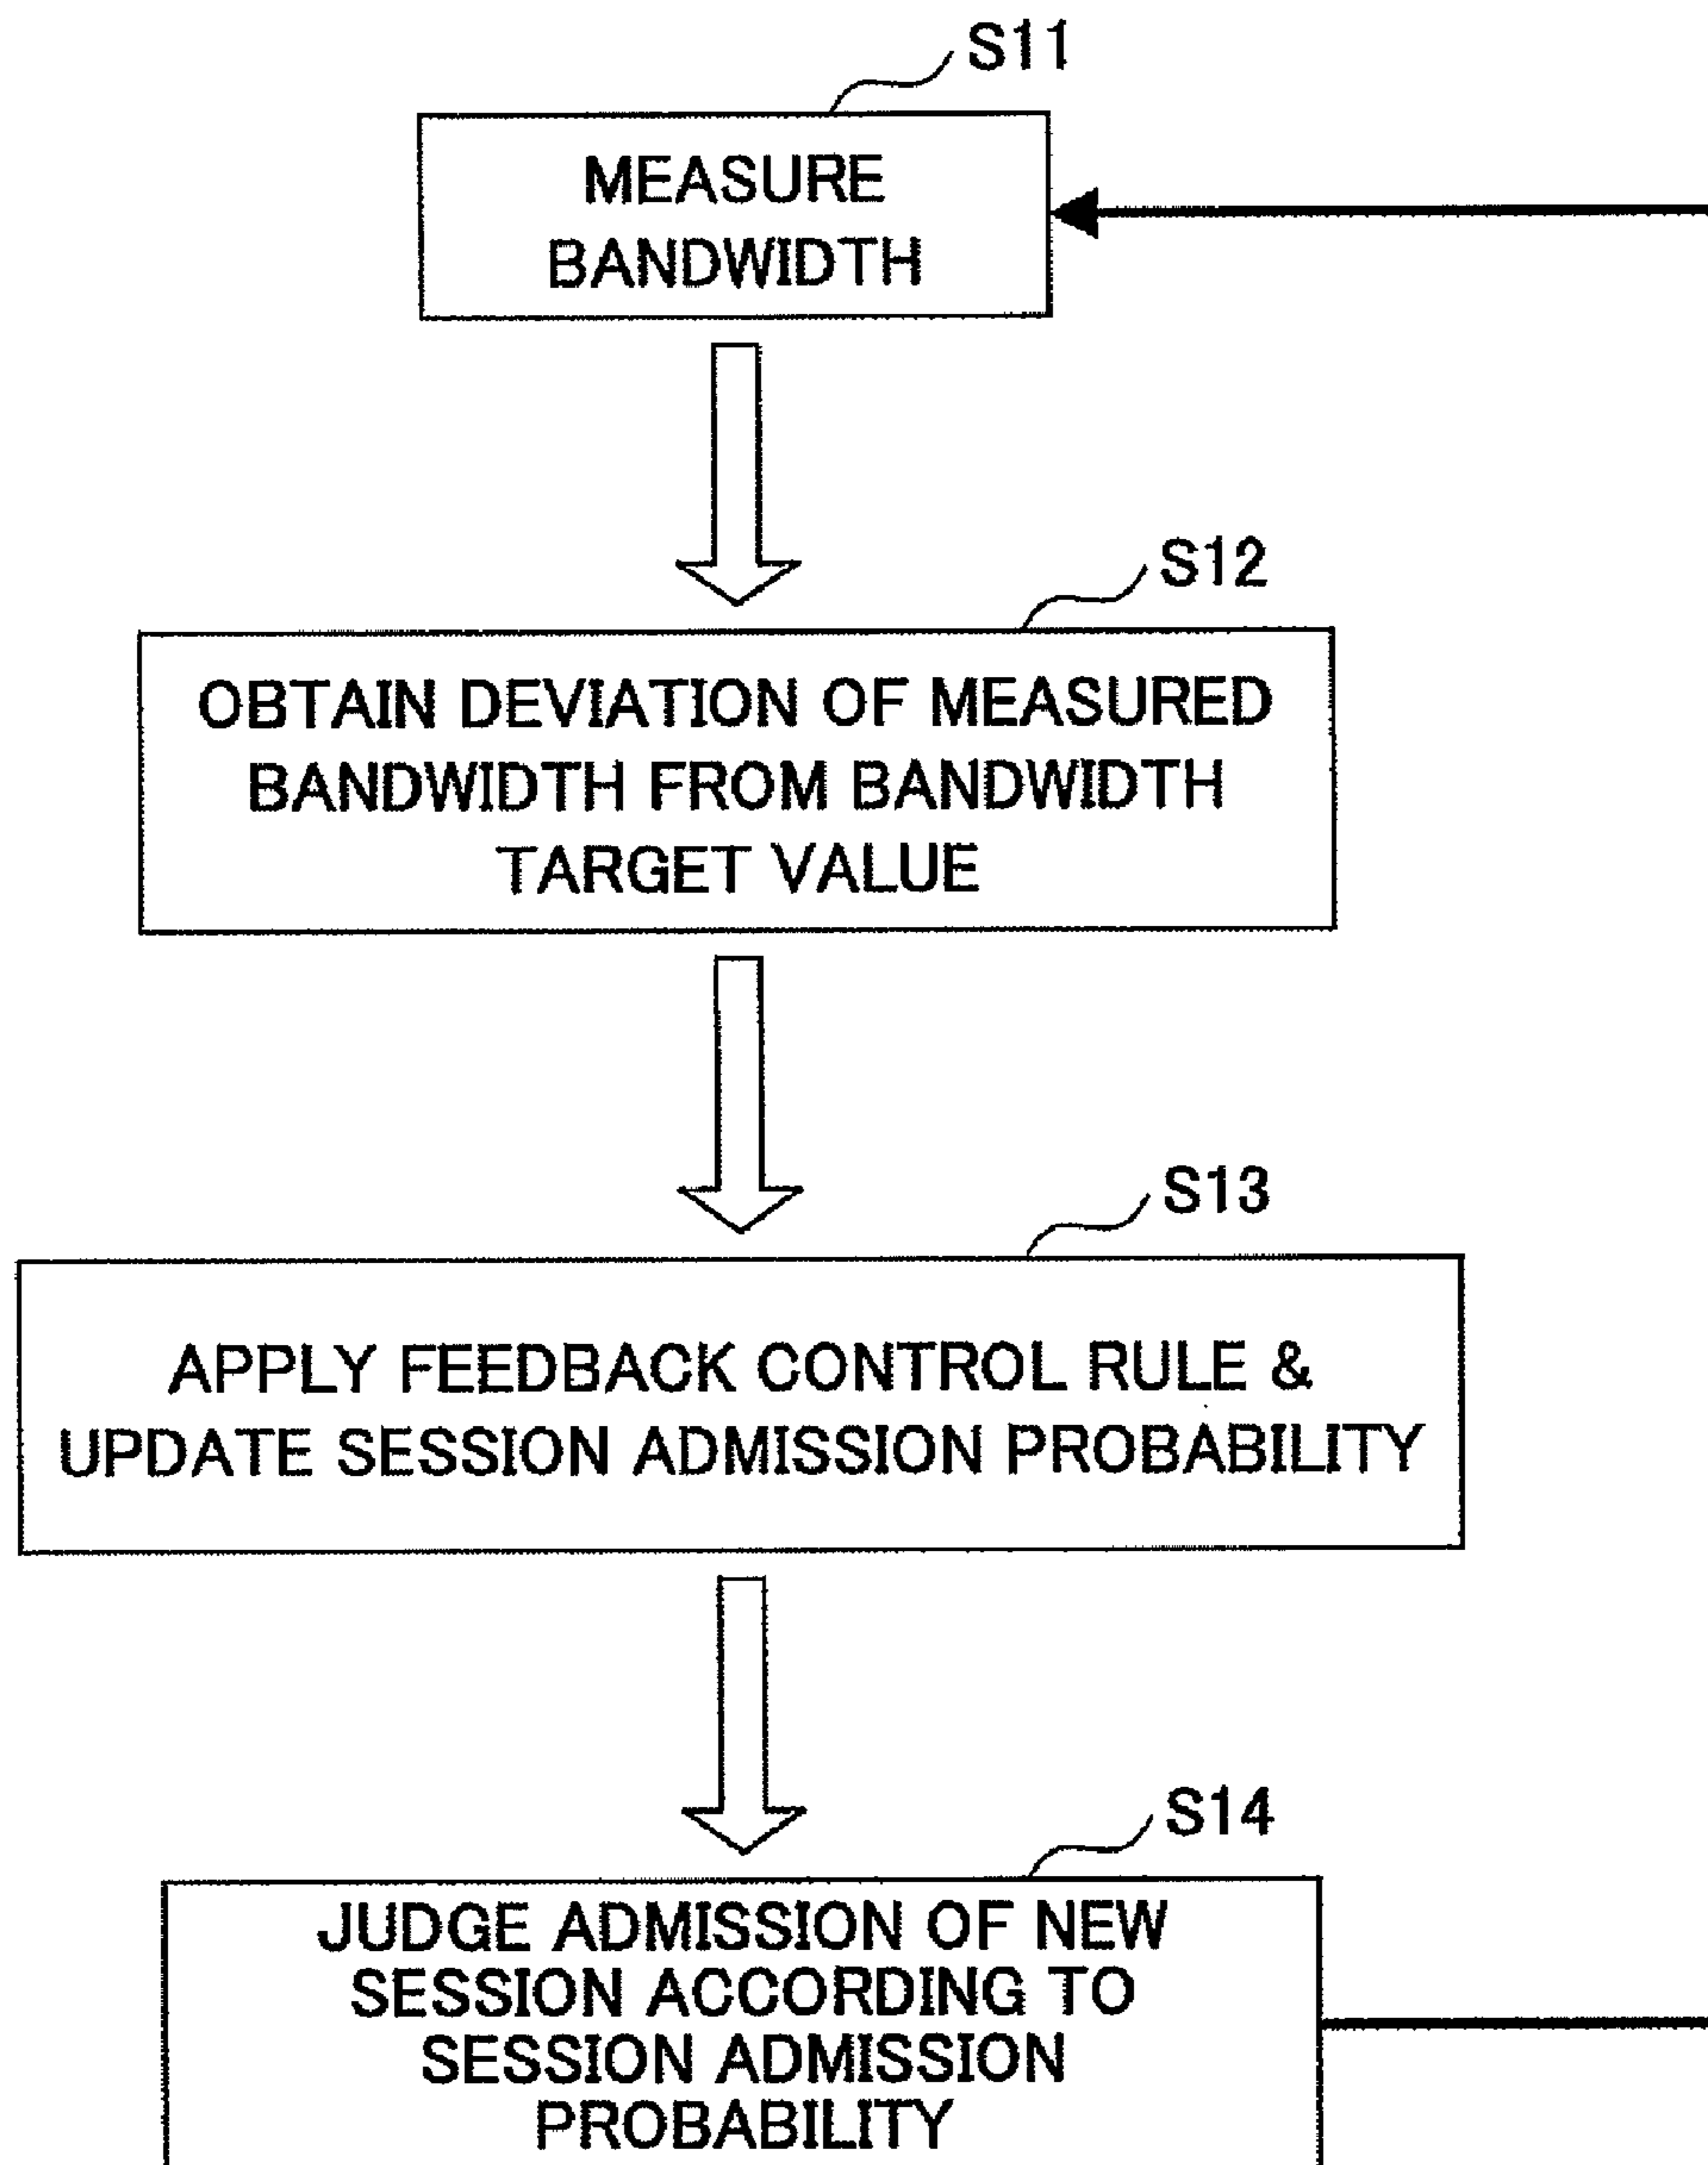 S11
MEASURE
BANDWIDTH
S12
OBTAIN DEVIATION OF MEASURED
BANDWIDTH FROM BANDWIDTH
TARGET VALUE
S13
APPLY FEEDBACK CONTROL RULE &
UPDATE SESSION ADMISSION PROBABILITY
S14
JUDGE ADMISSION OF NEW
SESSION ACCORDING TO
SESSION ADMISSION
PROBABILITY